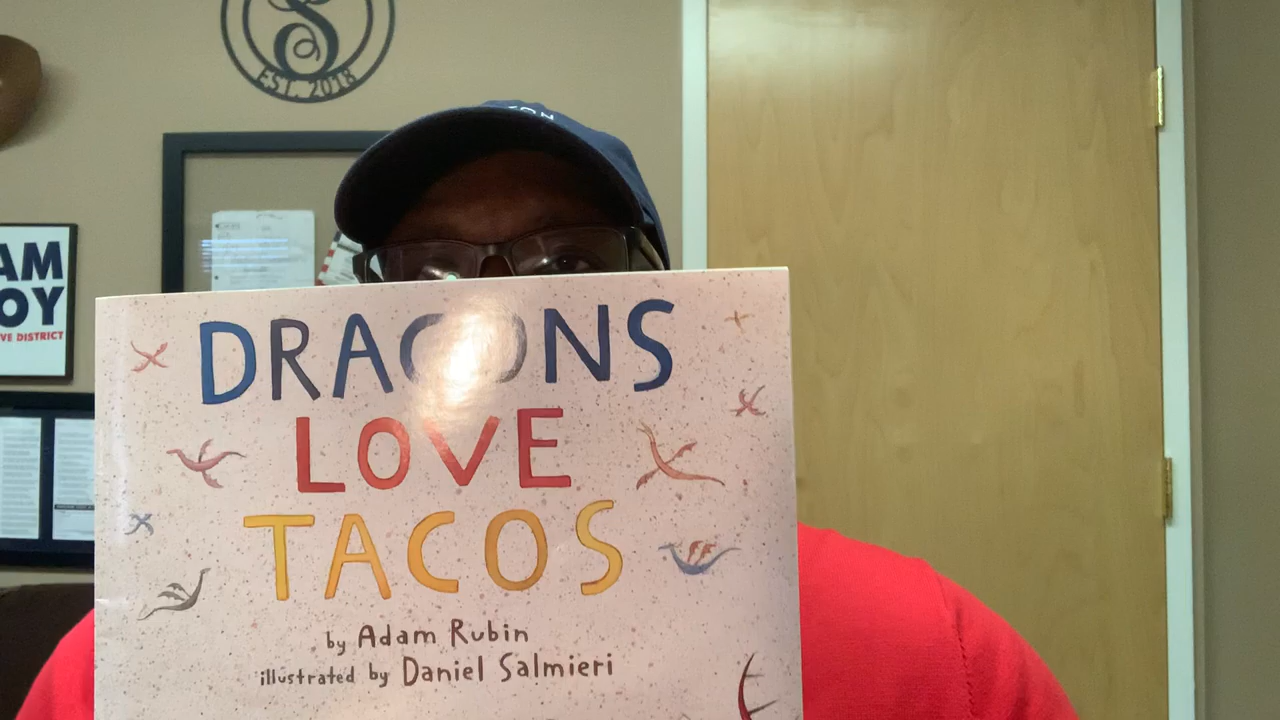 S
EST. 2018
AM
OY
VE DISTRICT
DRAGONS
LOVE
TACOS
by Adam Rubin
illustrated by Daniel Salmieri